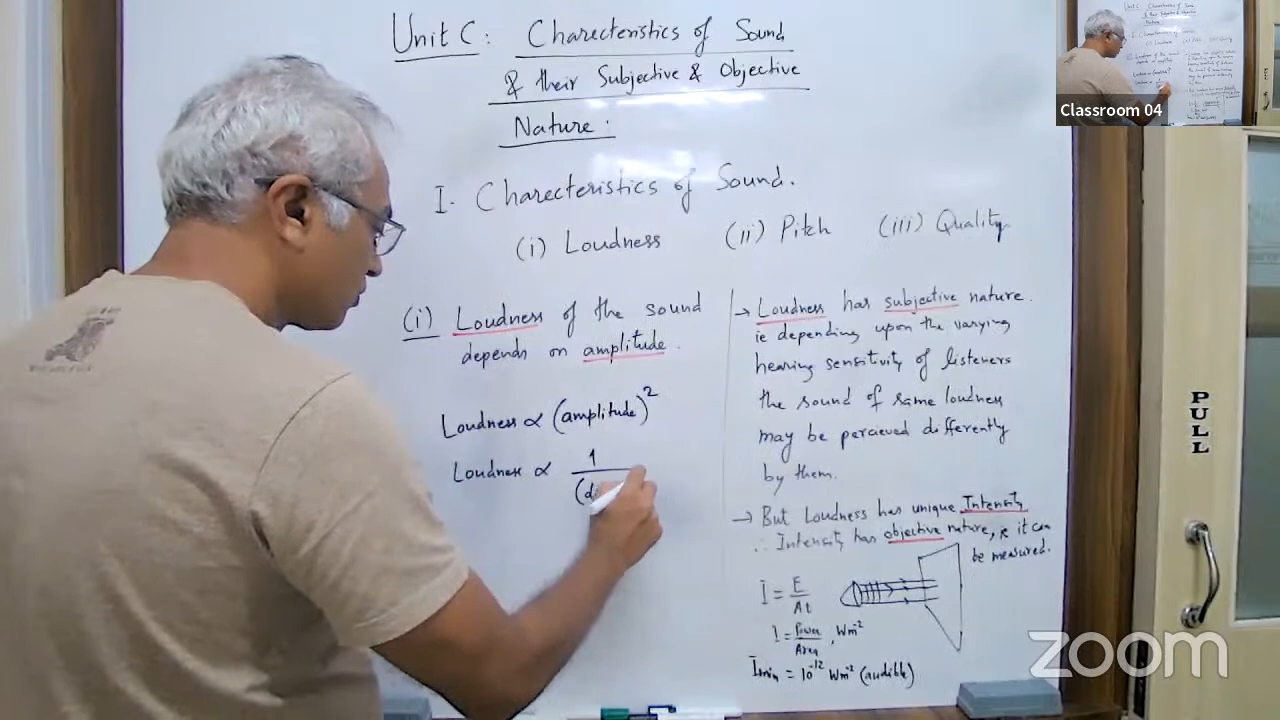 Unit C: Charecteristics of Sound
& their Subjective & Objective
Nature:
I. Charecteristics of Sound.
(i) Loudness (ii) Pitch (iii) Quality
(i) Loudness of the sound
depends on amplitude.
Loudness ∝ (amplitude)²
Loudness ∝ 1
(di
→ Loudness has subjective nature.
ie depending upon the varying
hearing sensitivity of listeners
the sound of same loudness
may be percieved differently
by them.
→ But Loudness has unique Intensity
∴ Intensity has objective nature, it can
be measured.
I = E/At
I = Power/Area, Wm⁻²
Imin = 10⁻¹² Wm⁻² (audible)
Classroom 04
PULL
zoom